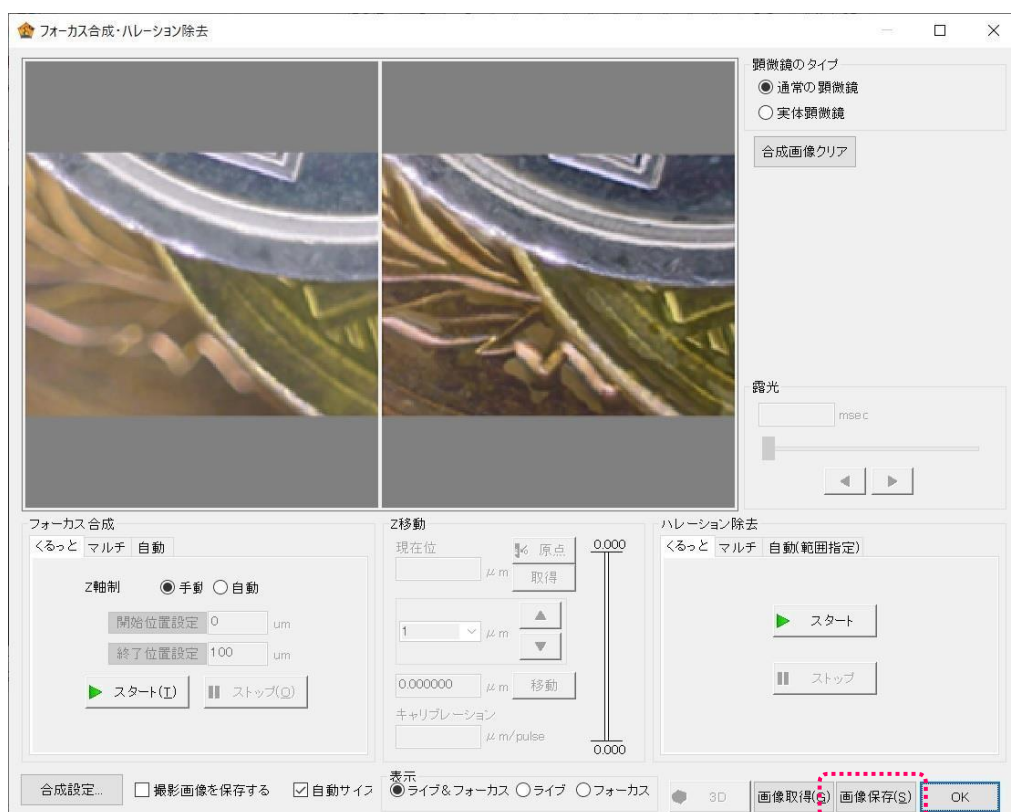 フォーカス合成・ハレーション除去
顕微鏡のタイプ
通常の顕微鏡
実体顕微鏡
合成画像クリア
露光
msec
フォーカス合成
くるっと マルチ 自動
Z軸制 手動 自動
開始位置設定 0 um
終了位置設定 100 um
スタート(T) ストップ(O)
Z移動
現在位 原点 0.000
μm 取得
1 μm
0.000000 μm 移動
キャリブレーション
μm/pulse
0.000
ハレーション除去
くるっと マルチ 自動(範囲指定)
スタート
ストップ
合成設定... 撮影画像を保存する 自動サイズ
表示
ライブ&フォーカス ライブ フォーカス
3D 画像取得(G) 画像保存(S) OK